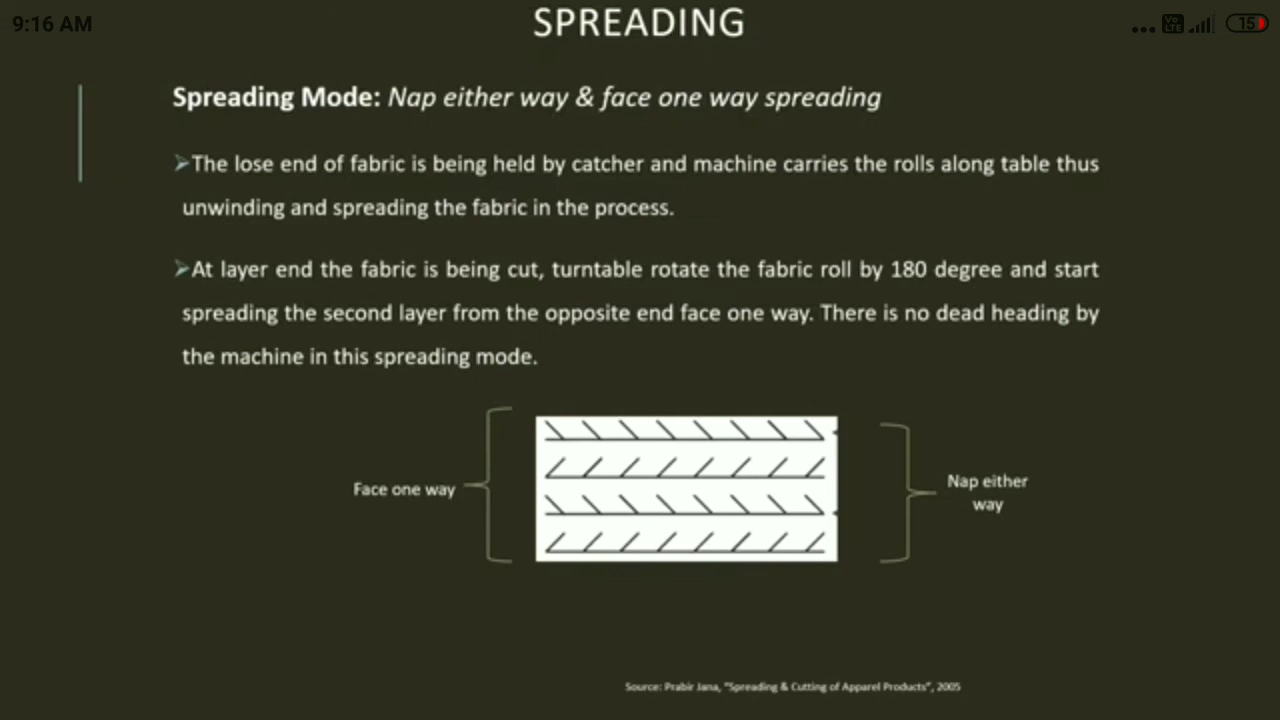 9:16 AM
Vo LTE
15
SPREADING
Spreading Mode: Nap either way & face one way spreading
➢The lose end of fabric is being held by catcher and machine carries the rolls along table thus
unwinding and spreading the fabric in the process.
➢At layer end the fabric is being cut, turntable rotate the fabric roll by 180 degree and start
spreading the second layer from the opposite end face one way. There is no dead heading by
the machine in this spreading mode.
Face one way
Nap either
way
Source: Prabir Jana, "Spreading & Cutting of Apparel Products", 2005